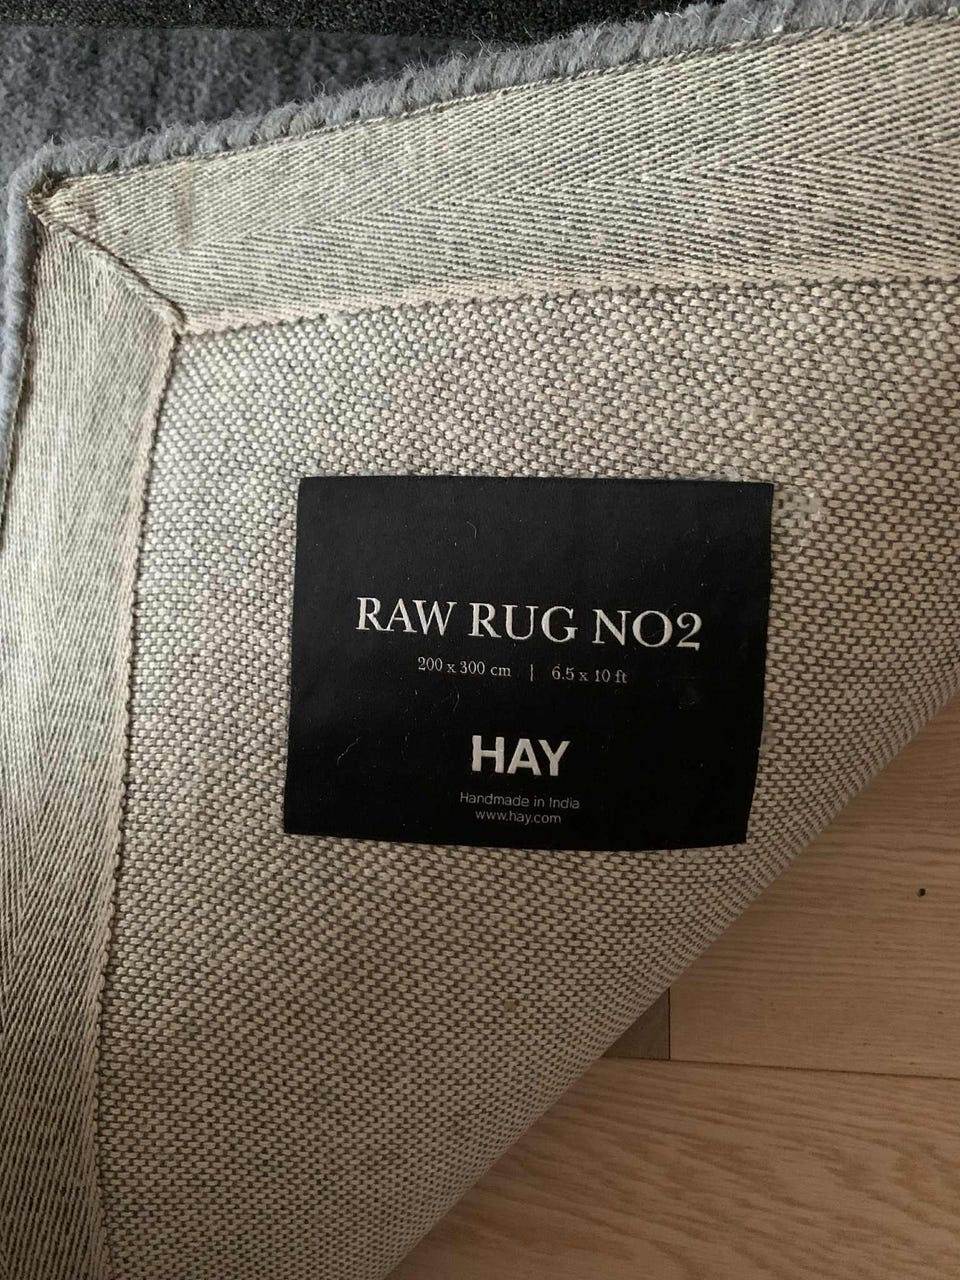 RAW RUG NO2
200 x 300 cm | 6.5 x 10 ft
HAY
Handmade in India
www.hay.com